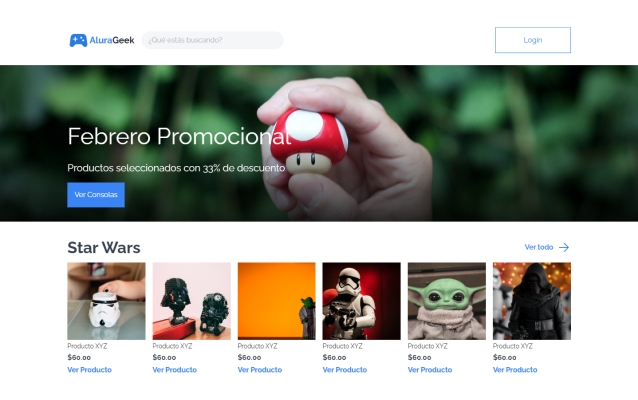 AluraGeek
¿Qué estás buscando?
Login
Febrero Promocional
Productos seleccionados con 33% de descuento
Ver Consolas
Star Wars
Ver todo
Producto XYZ
$60.00
Ver Producto
Producto XYZ
$60.00
Ver Producto
Producto XYZ
$60.00
Ver Producto
Producto XYZ
$60.00
Ver Producto
Producto XYZ
$60.00
Ver Producto
Producto XYZ
$60.00
Ver Producto